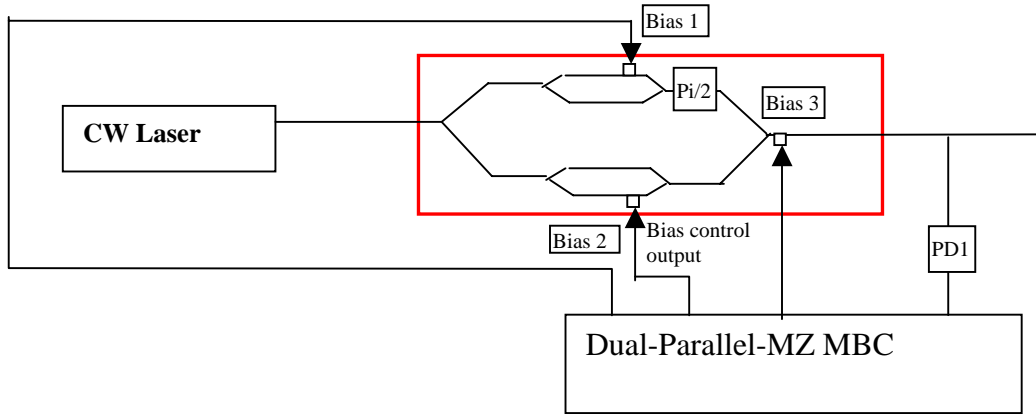 Bias 1
Pi/2
Bias 3
CW Laser
Bias 2
Bias control
output
PD1
Dual-Parallel-MZ MBC